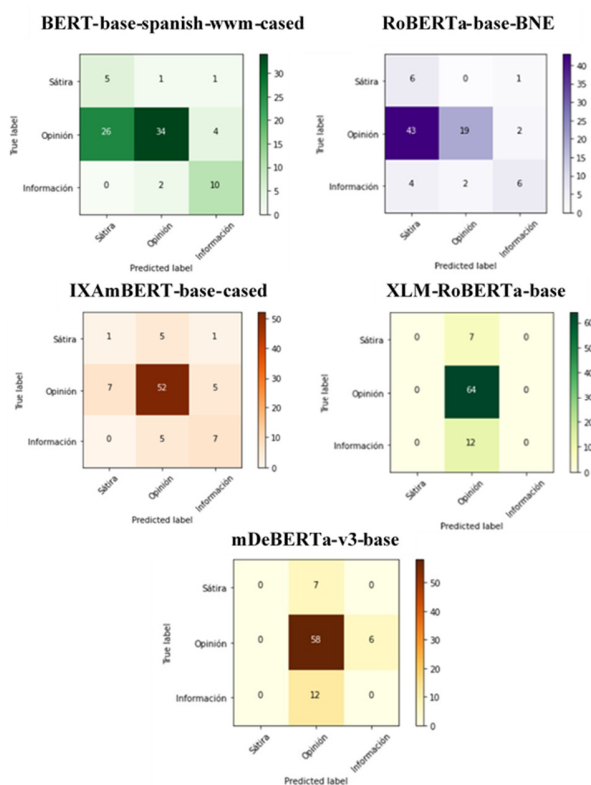 BERT-base-spanish-wwm-cased
RoBERTa-base-BNE
True label
Sátira
Opinión
Información
5 1 1
26 34 4
0 2 10
Sátira Opinión Información
Predicted label
30
25
20
15
10
5
0
True label
Sátira
Opinión
Información
6 0 1
43 19 2
4 2 6
Sátira Opinión Información
Predicted label
40
35
30
25
20
15
10
5
0
IXAmBERT-base-cased
XLM-RoBERTa-base
True label
Sátira
Opinión
Información
1 5 1
7 52 5
0 5 7
Sátira Opinión Información
Predicted label
50
40
30
20
10
0
True label
Sátira
Opinión
Información
0 7 0
0 64 0
0 12 0
Sátira Opinión Información
Predicted label
60
50
40
30
20
10
0
mDeBERTa-v3-base
True label
Sátira
Opinión
Información
0 7 0
0 58 6
0 12 0
Sátira Opinión Información
Predicted label
50
40
30
20
10
0